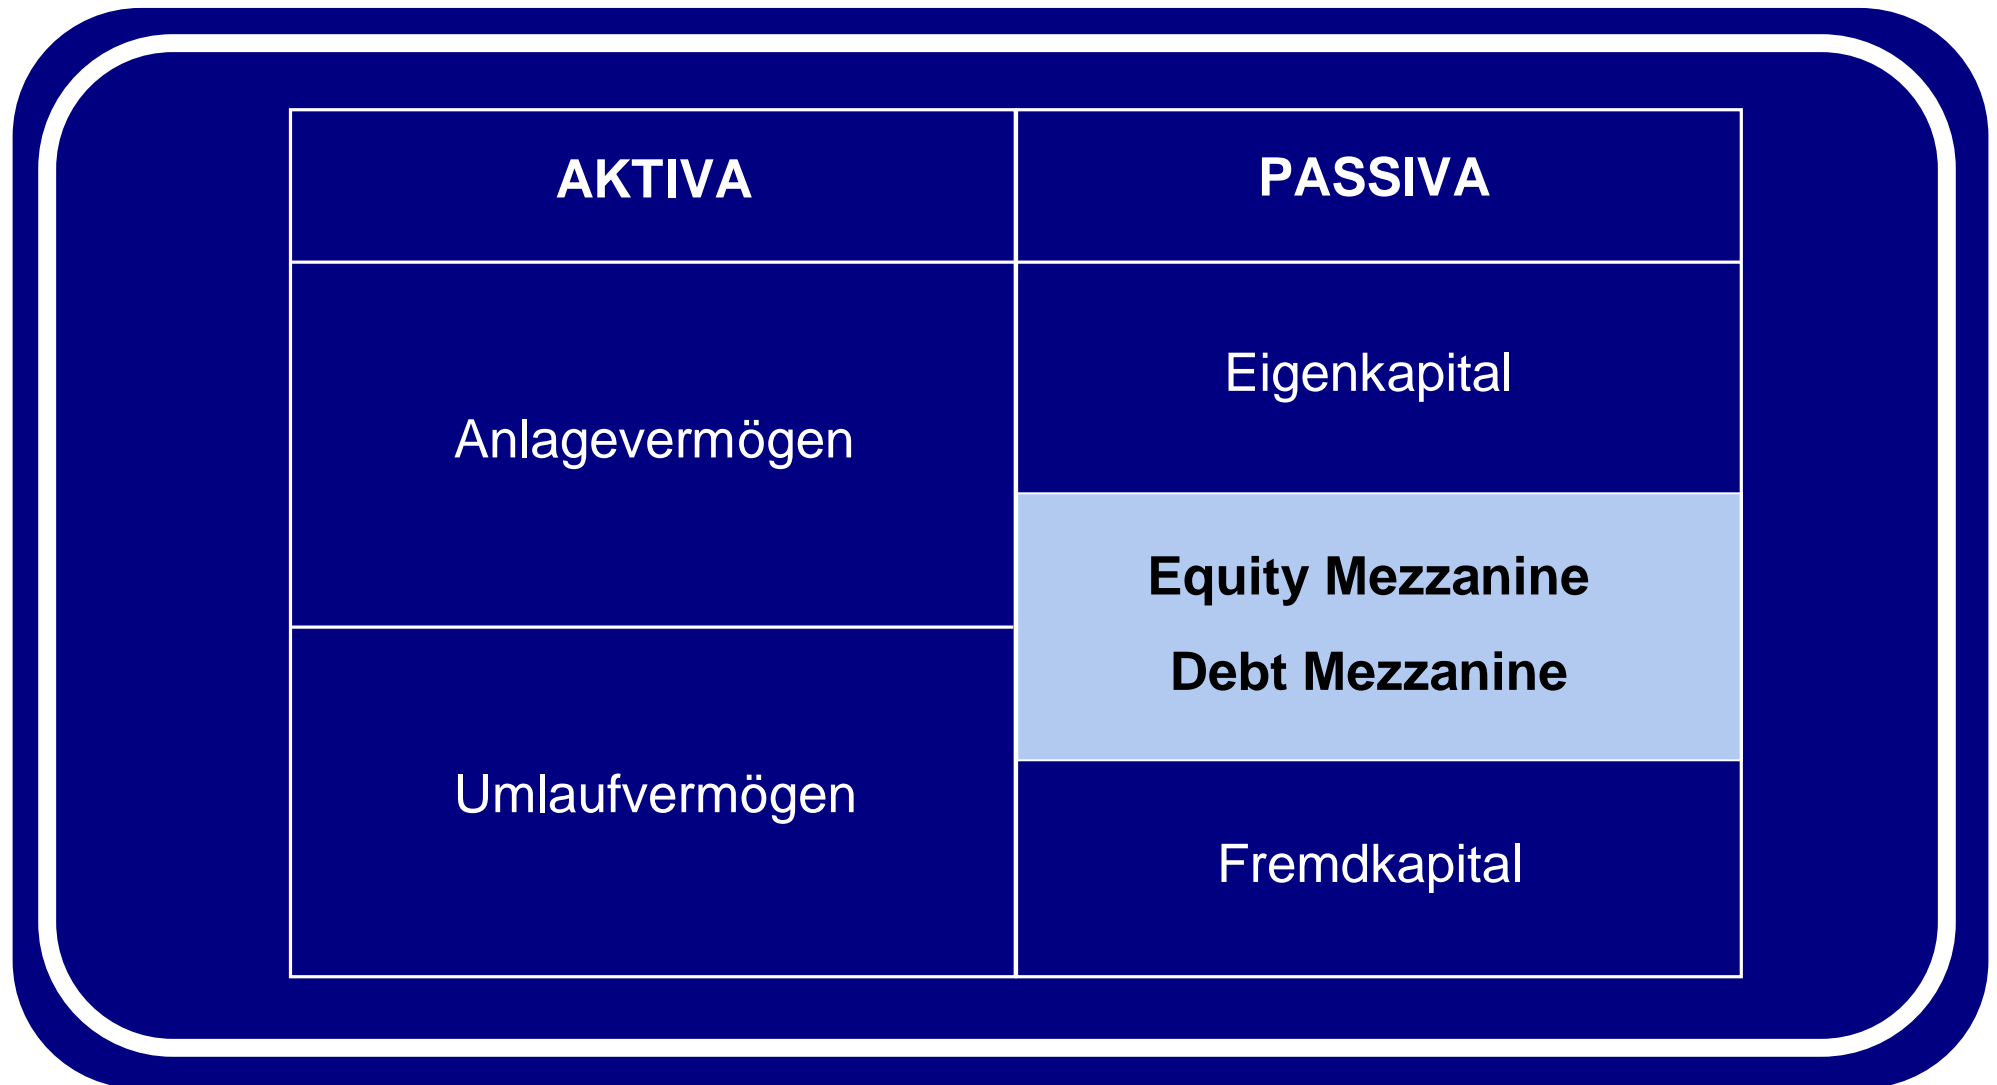 AKTIVA
PASSIVA
Anlagevermögen
Umlaufvermögen
Eigenkapital
Equity Mezzanine
Debt Mezzanine
Fremdkapital